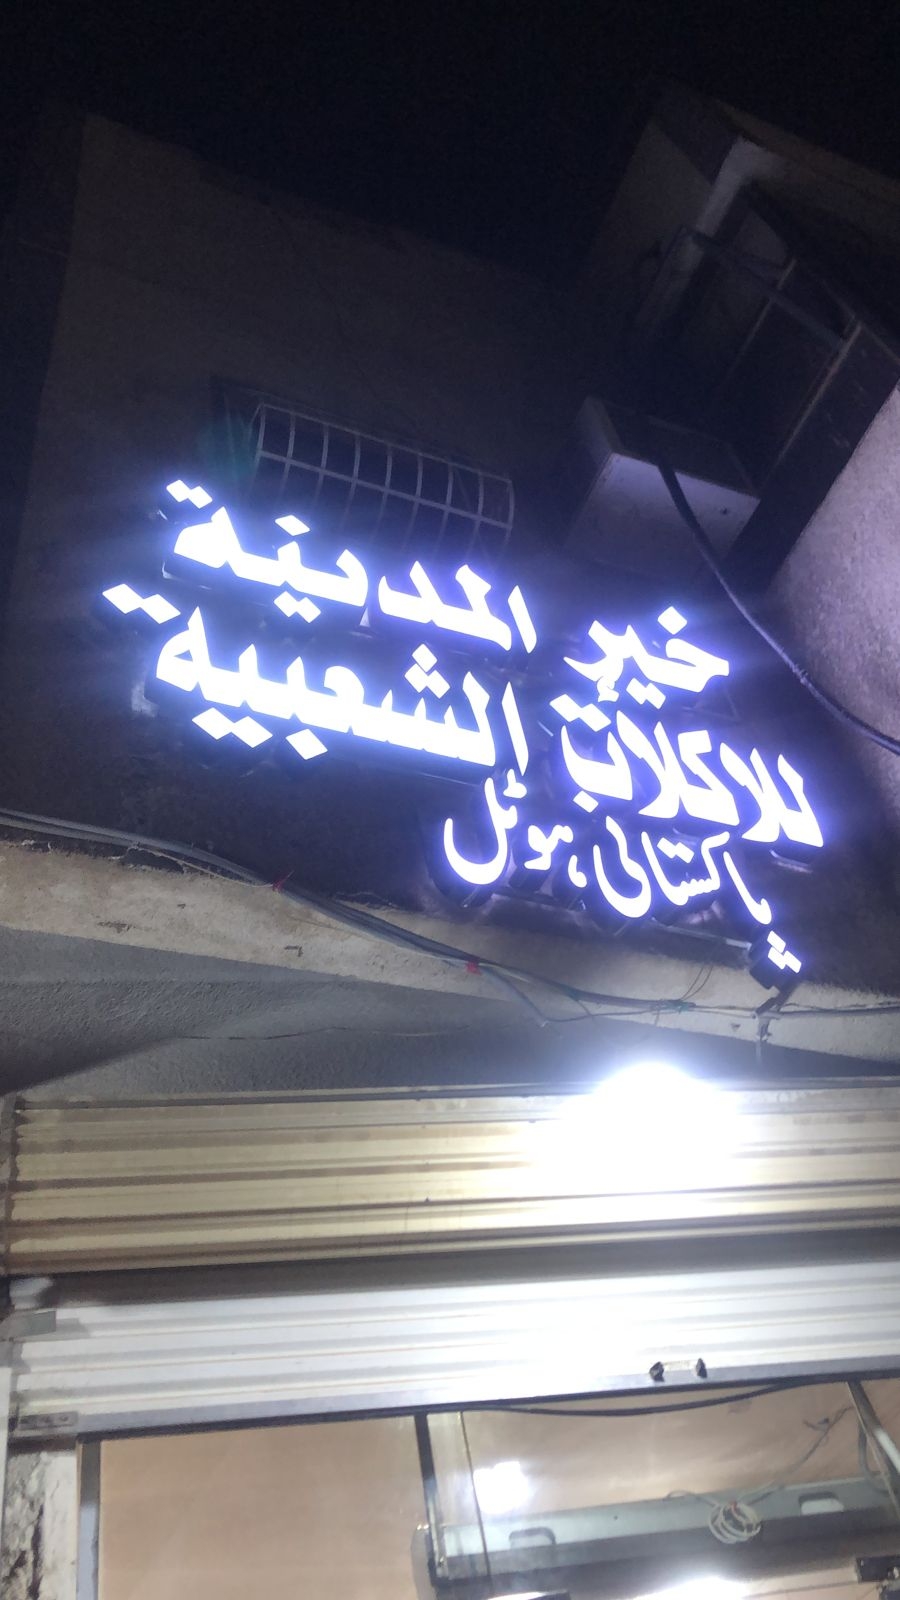 خير المدينة
للاكلات الشعبية
پاکستانی ہوٹل